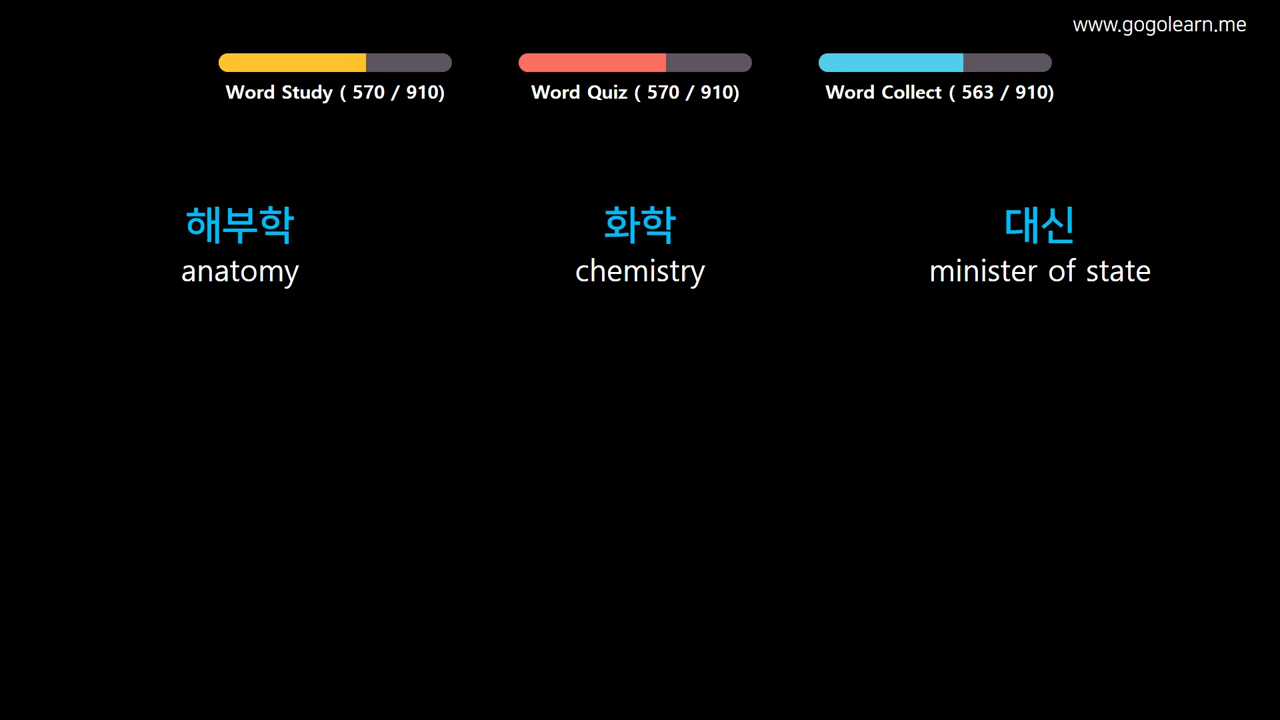 www.gogolearn.me
Word Study ( 570 / 910)
Word Quiz ( 570 / 910)
Word Collect ( 563 / 910)
해부학
anatomy
화학
chemistry
대신
minister of state